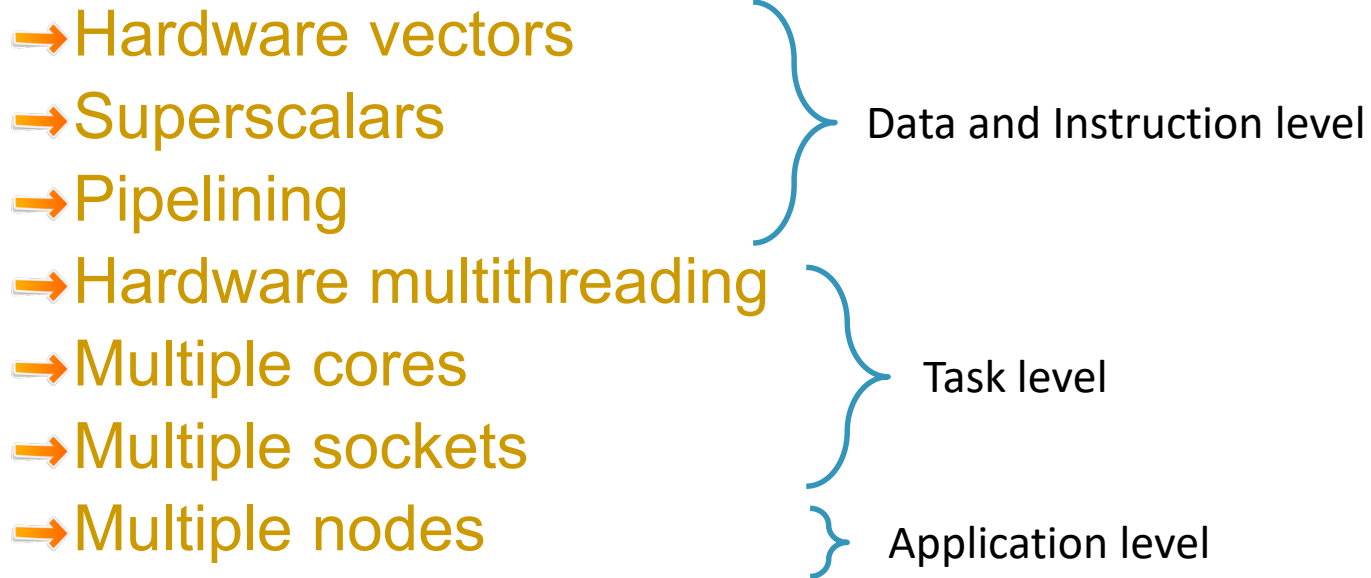 Hardware vectors
Superscalars
Data and Instruction level
Pipelining
Hardware multithreading
Multiple cores
Task level
Multiple sockets
Multiple nodes
Application level